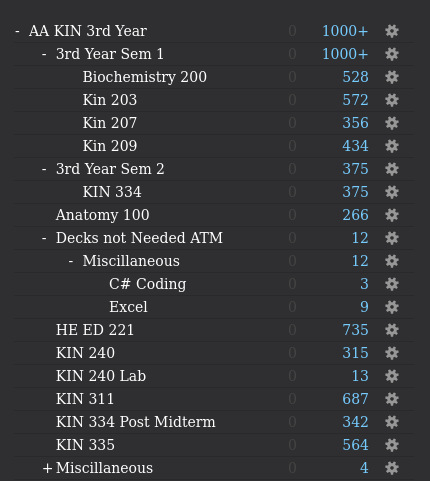 - AA KIN 3rd Year 0 1000+
- 3rd Year Sem 1 0 1000+
Biochemistry 200 0 528
Kin 203 0 572
Kin 207 0 356
Kin 209 0 434
- 3rd Year Sem 2 0 375
KIN 334 0 375
Anatomy 100 0 266
- Decks not Needed ATM 0 12
- Miscellaneous 0 12
C# Coding 0 3
Excel 0 9
HE ED 221 0 735
KIN 240 0 315
KIN 240 Lab 0 13
KIN 311 0 687
KIN 334 Post Midterm 0 342
KIN 335 0 564
+ Miscellaneous 0 4